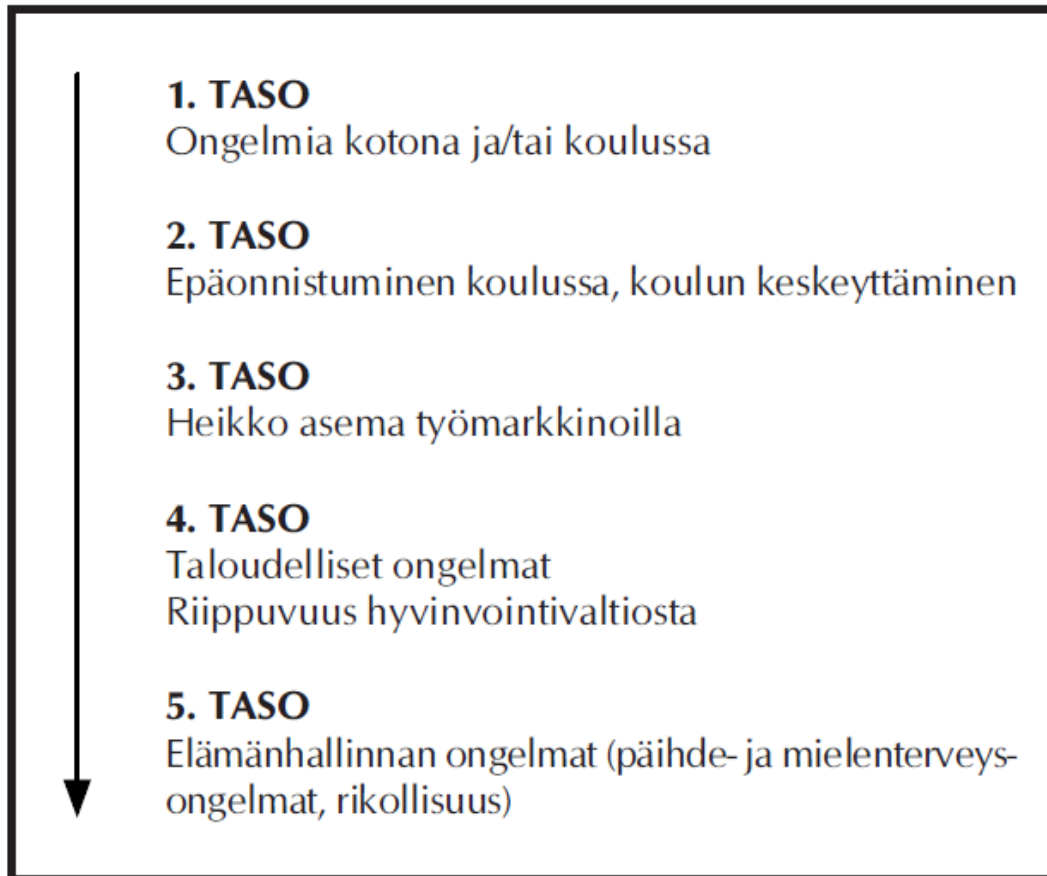 1. TASO
Ongelmia kotona ja/tai koulussa
2. TASO
Epäonnistuminen koulussa, koulun keskeyttäminen
3. TASO
Heikko asema työmarkkinoilla
4. TASO
Taloudelliset ongelmat
Riippuvuus hyvinvointivaltiosta
5. TASO
Elämänhallinnan ongelmat (päihde- ja mielenterveys-
ongelmat, rikollisuus)